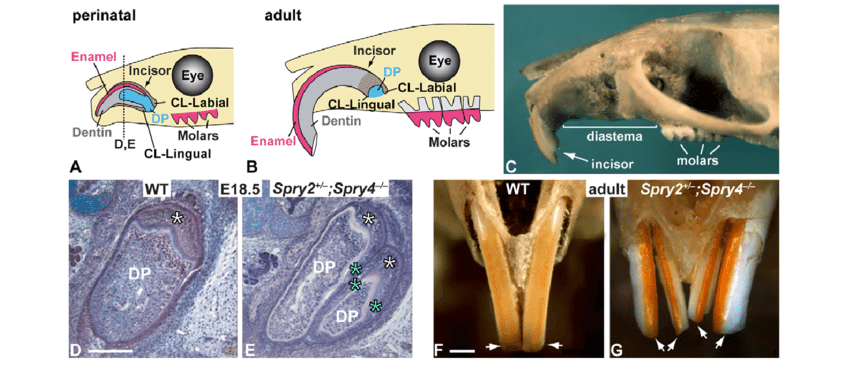 perinatal
Enamel
Incisor
Eye
CL-Labial
DP
Dentin
Molars
D,E
CL-Lingual
A
adult
Incisor
Eye
DP
CL-Labial
CL-Lingual
Dentin
Enamel
Molars
B
diastema
incisor
molars
C
WT
E18.5
Spry2+/–;Spry4–/–
*
DP
D
*
*
*
*
*
DP
DP
E
WT
adult
Spry2+/–;Spry4–/–
F
G